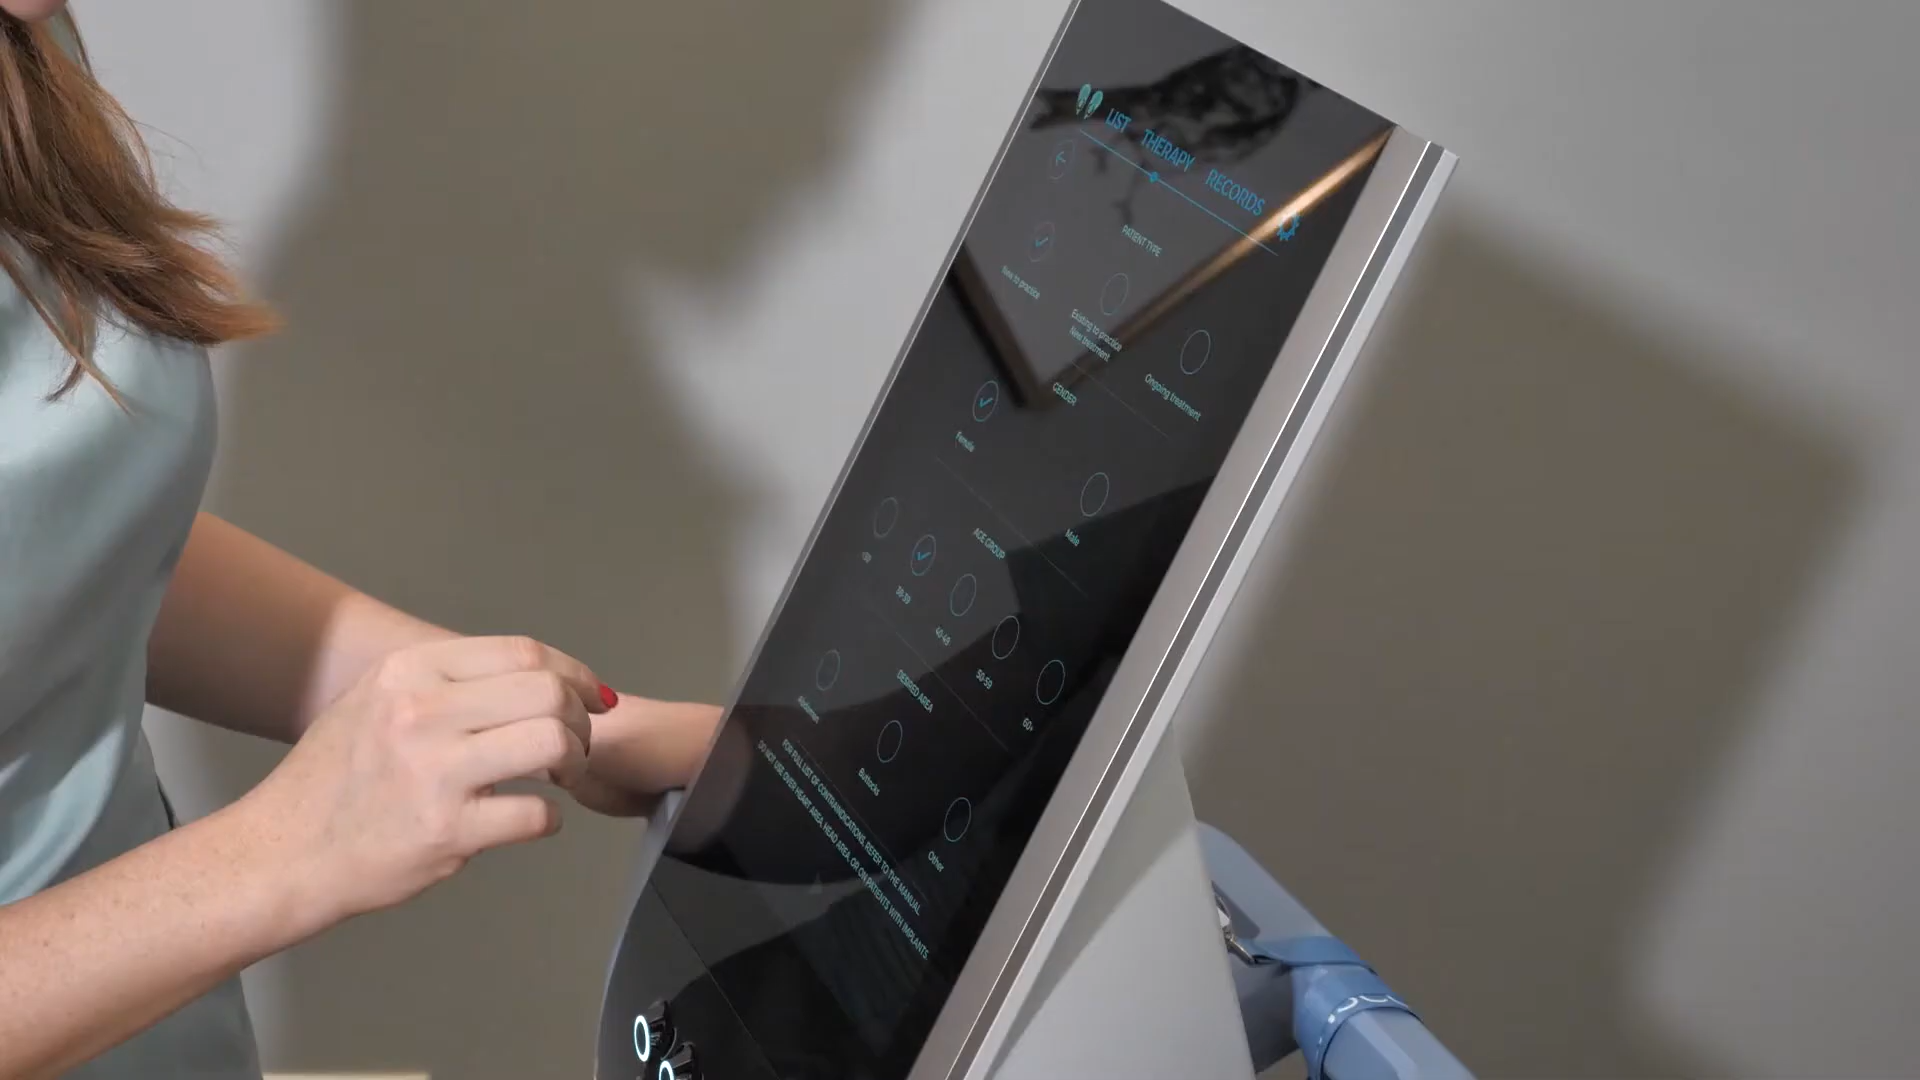 LIST THERAPY RECORDS
PATIENT TYPE
New to practice
Existing to practice
New treatment
Ongoing treatment
GENDER
Female
Male
AGE GROUP
<30
30-39
40-49
50-59
60+
DESIRED AREA
Abdomen
Buttocks
Other
FOR FULL LIST OF CONTRAINDICATIONS, REFER TO THE MANUAL
DO NOT USE OVER HEART AREA, HEAD AREA, OR ON PATIENTS WITH IMPLANTS.